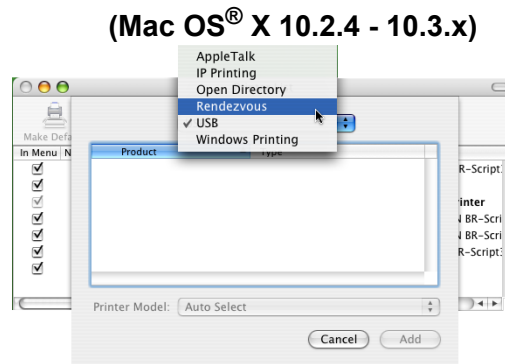 (Mac OS® X 10.2.4 - 10.3.x)
AppleTalk
IP Printing
Open Directory
Rendezvous
✓ USB
Windows Printing
Make Defa
In Menu N
Product Type
R-Script
inter
N BR-Scri
N BR-Scri
R-Script
Printer Model: Auto Select
Cancel Add